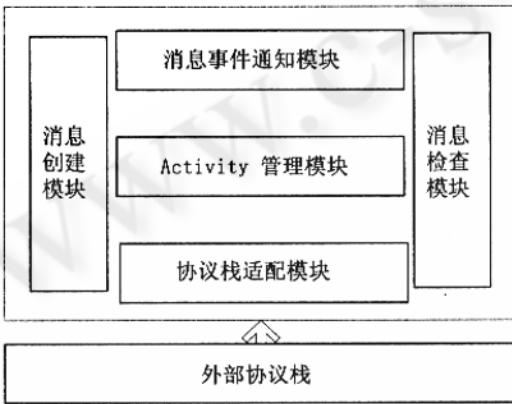 消息事件通知模块
消息
创建
模块
Activity 管理模块
消息
检查
模块
协议栈适配模块
外部协议栈
www.c-s